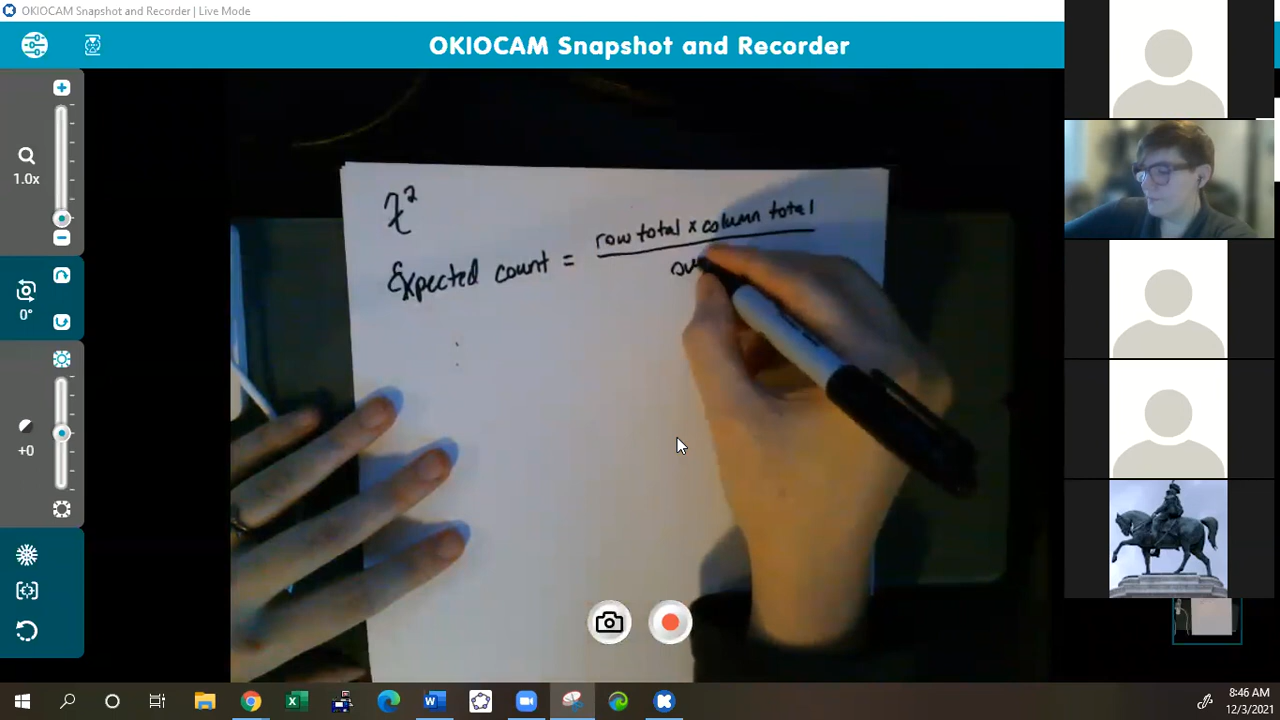 OKIOCAM Snapshot and Recorder | Live Mode
OKIOCAM Snapshot and Recorder
1.0x
0°
+0
χ²
row total x column total
Expected count =
8:46 AM
12/3/2021